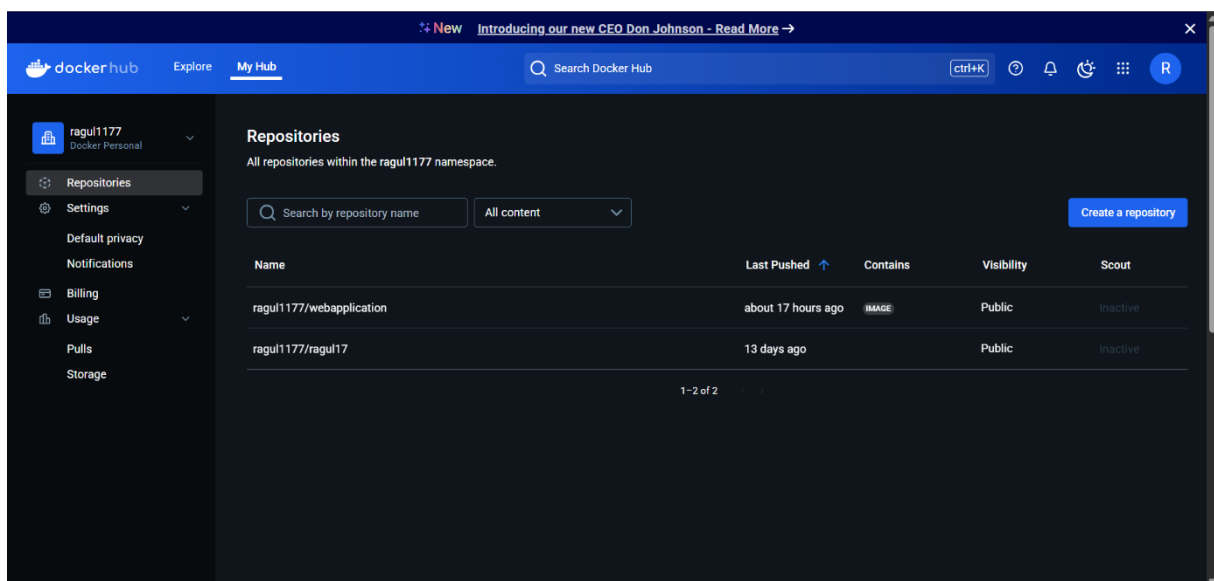 New Introducing our new CEO Don Johnson - Read More →
dockerhub Explore My Hub Search Docker Hub ctrl+K R
ragul1177
Docker Personal
Repositories
Settings
Default privacy
Notifications
Billing
Usage
Pulls
Storage
Repositories
All repositories within the ragul1177 namespace.
Search by repository name All content Create a repository
Name Last Pushed ↑ Contains Visibility Scout
ragul1177/webapplication about 17 hours ago IMAGE Public Inactive
ragul1177/ragul17 13 days ago Public Inactive
1–2 of 2